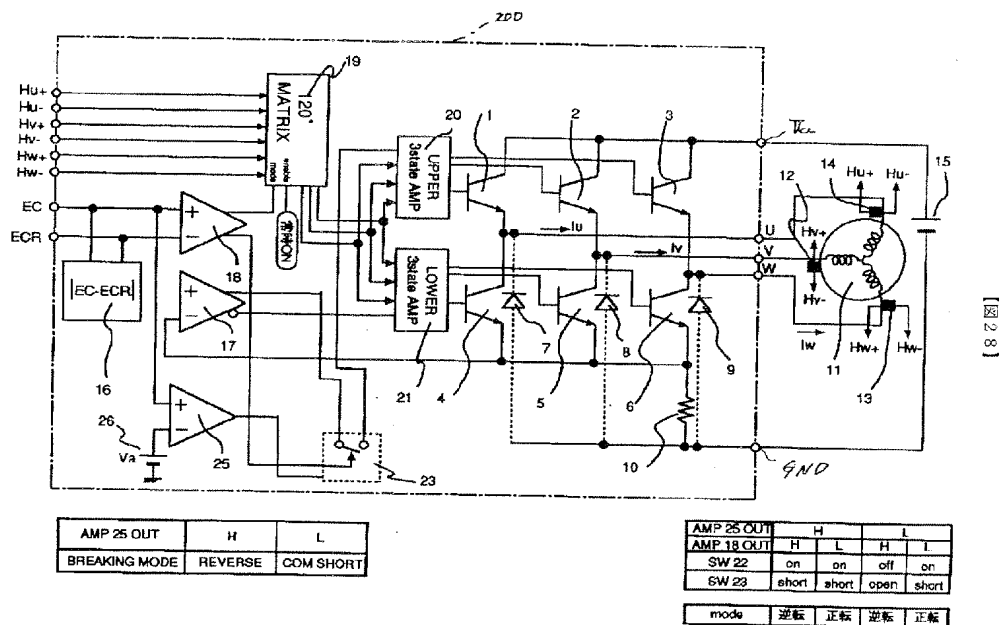 200
19
Hu+
Hu-
Hv+
Hv-
Hw+
Hw-
120°
MATRIX
mode
enable
常時ON
20
UPPER
3state AMP
1
2
3
Vcc
15
14
Hu+
Hu-
12
Hv+
Hv-
U
V
W
Iu
Iv
Iw
11
Hw+
Hw-
13
EC
ECR
+
-
18
|EC-ECR|
16
+
-
17
LOWER
3state AMP
21
4
5
6
7
8
9
10
26
Va
+
-
25
23
GND
【図28】
AMP 25 OUT H L
BREAKING MODE REVERSE COM SHORT
AMP 25 OUT H L
AMP 18 OUT H L H L
SW 22 on on off on
SW 23 short short open short
mode 逆転 正転 逆転 正転